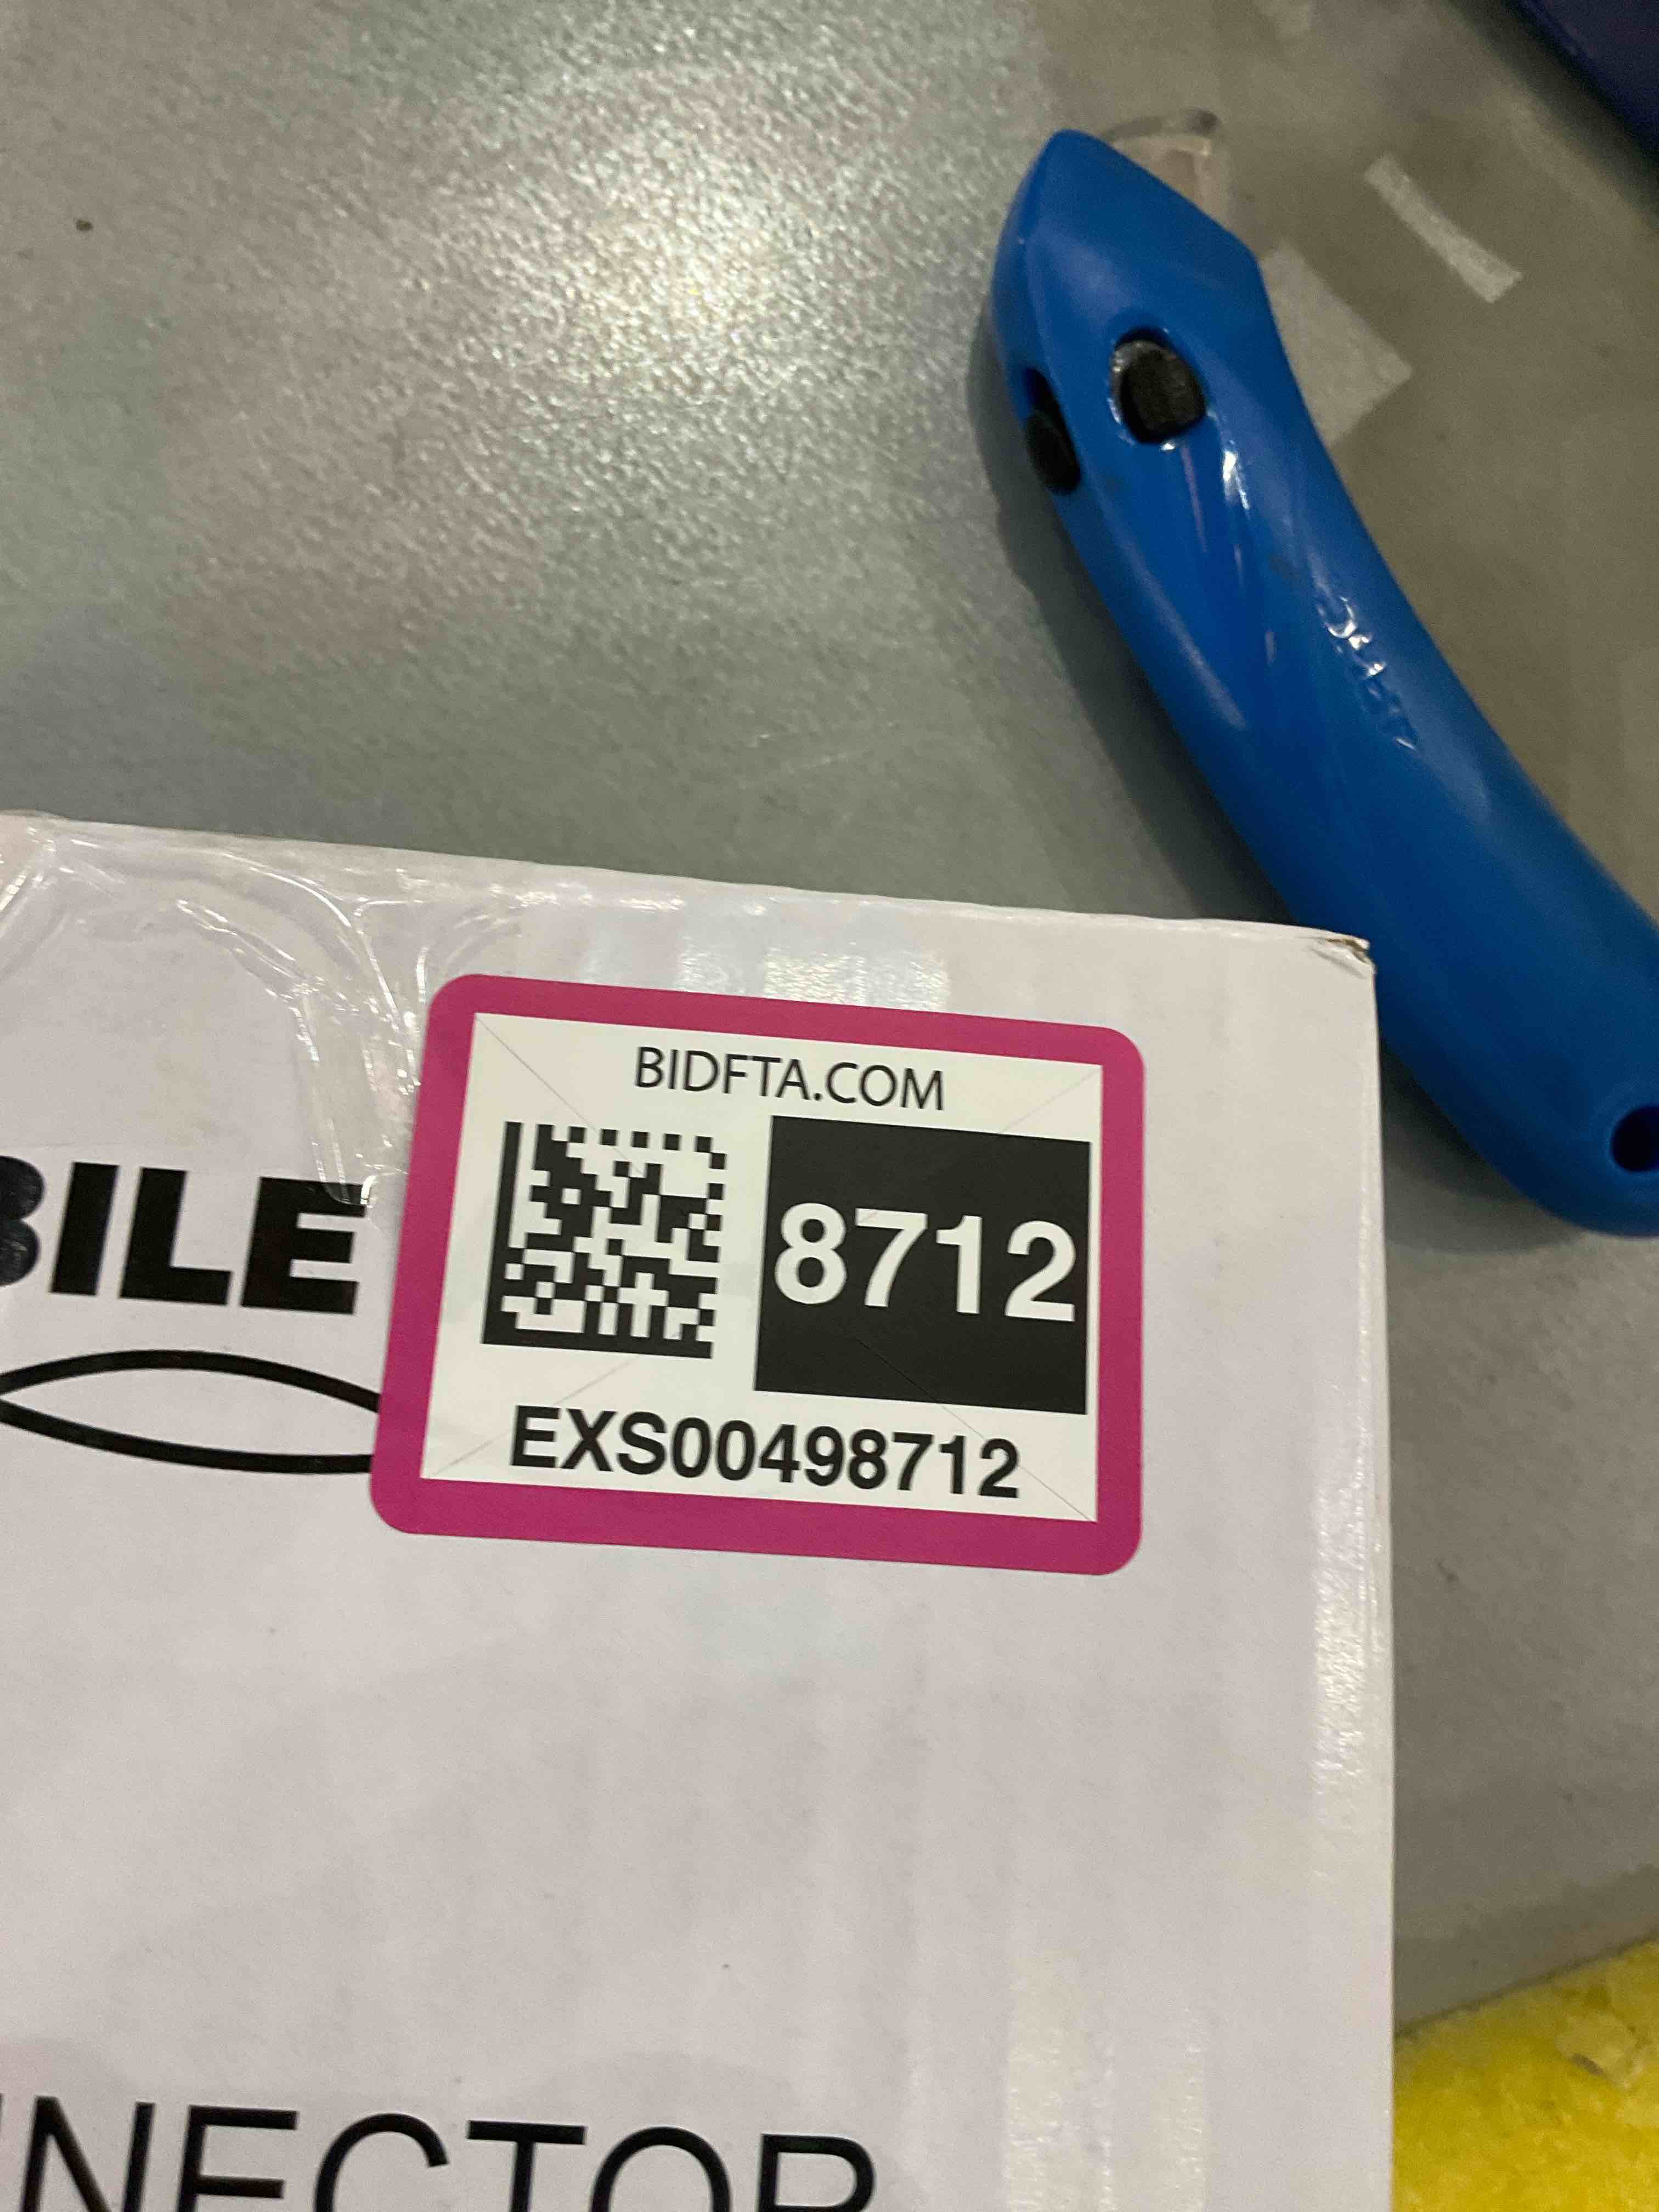 BIDFTA.COM
8712
BILE
EXS00498712
NECTOR